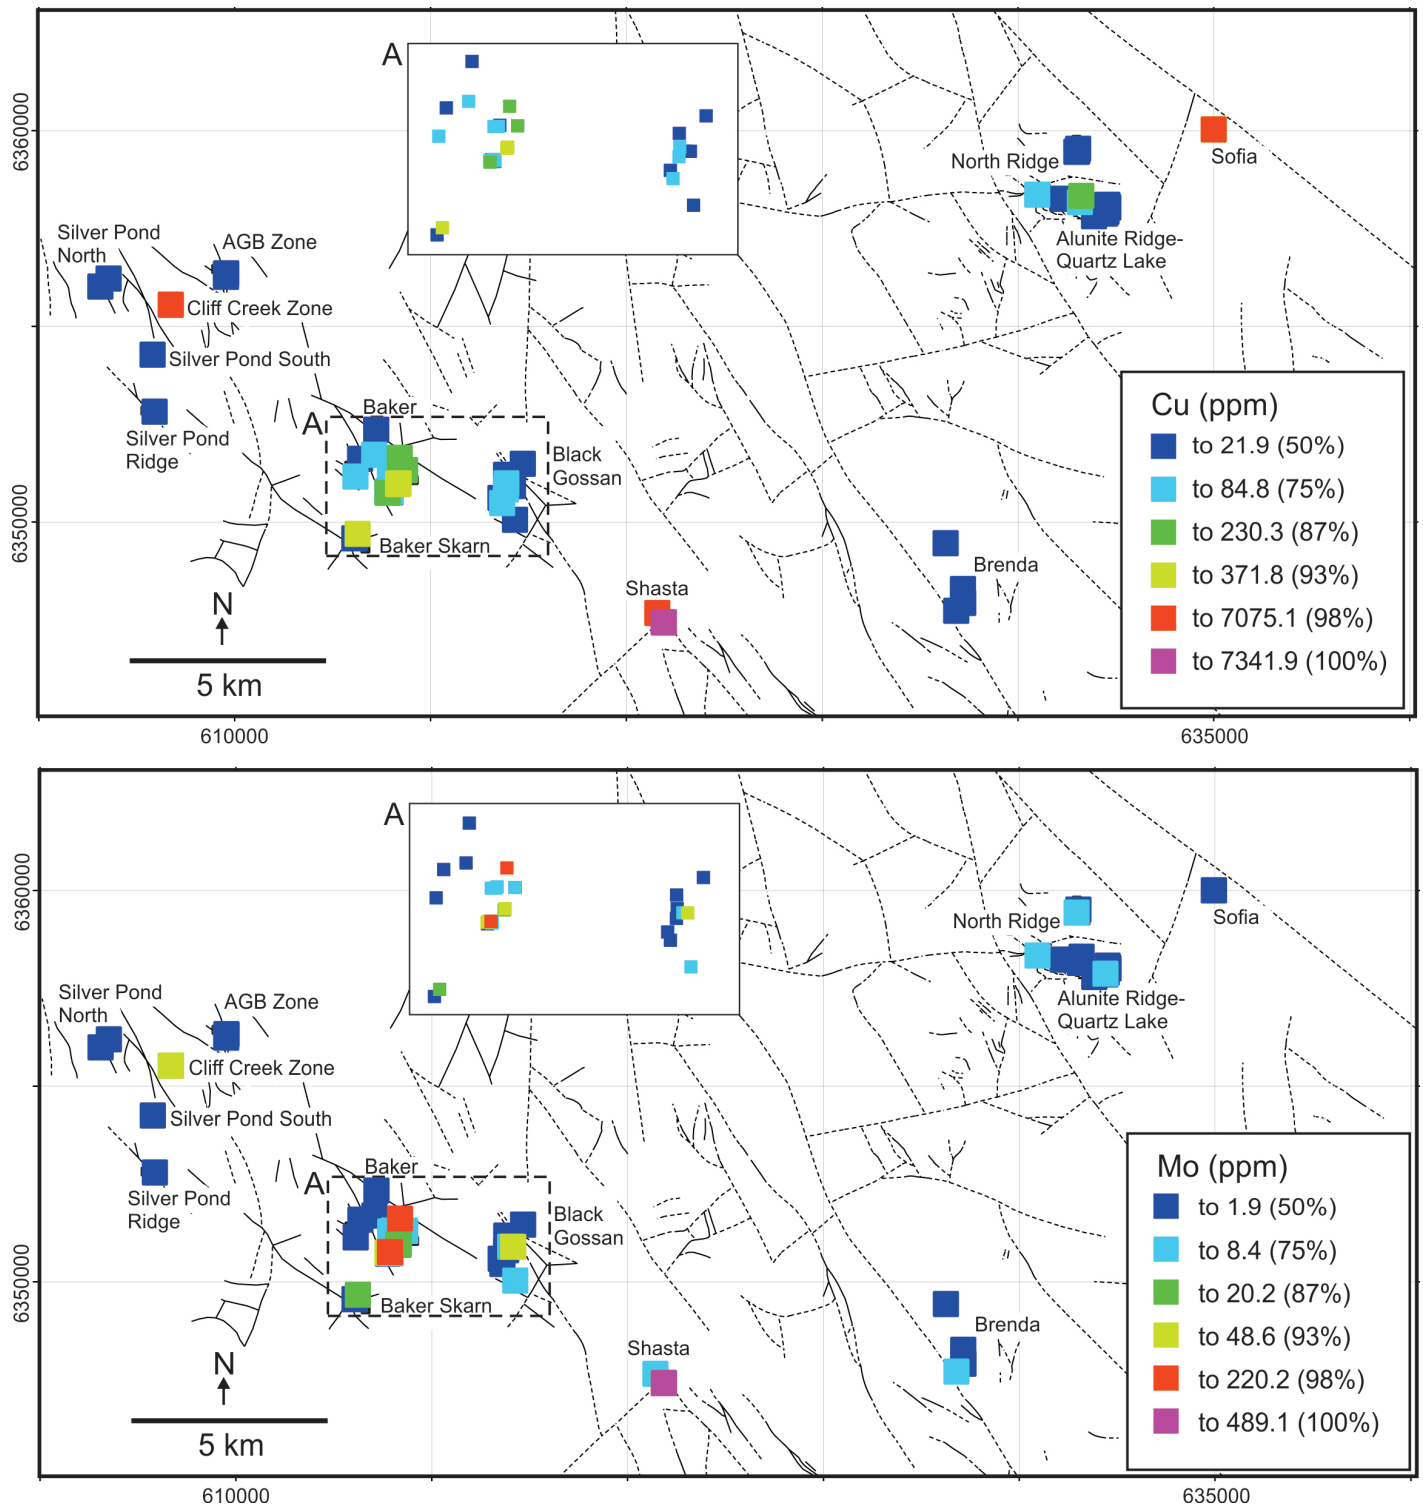 A
6360000
North Ridge
Sofia
Silver Pond
North
AGB Zone
Alunite Ridge-
Quartz Lake
Cliff Creek Zone
Silver Pond South
Cu (ppm)
to 21.9 (50%)
to 84.8 (75%)
to 230.3 (87%)
to 371.8 (93%)
to 7075.1 (98%)
to 7341.9 (100%)
Baker
A
Silver Pond
Ridge
Black
Gossan
6350000
Baker Skarn
Brenda
Shasta
N
5 km
610000
635000
A
6360000
North Ridge
Sofia
Silver Pond
North
AGB Zone
Alunite Ridge-
Quartz Lake
Cliff Creek Zone
Silver Pond South
Mo (ppm)
to 1.9 (50%)
to 8.4 (75%)
to 20.2 (87%)
to 48.6 (93%)
to 220.2 (98%)
to 489.1 (100%)
Baker
A
Silver Pond
Ridge
Black
Gossan
6350000
Baker Skarn
Brenda
Shasta
N
5 km
610000
635000